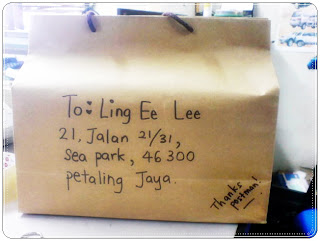 To: Ling Ee Lee
21, Jalan 21/31,
Sea park, 46300
petaling Jaya.
Thanks
postman!